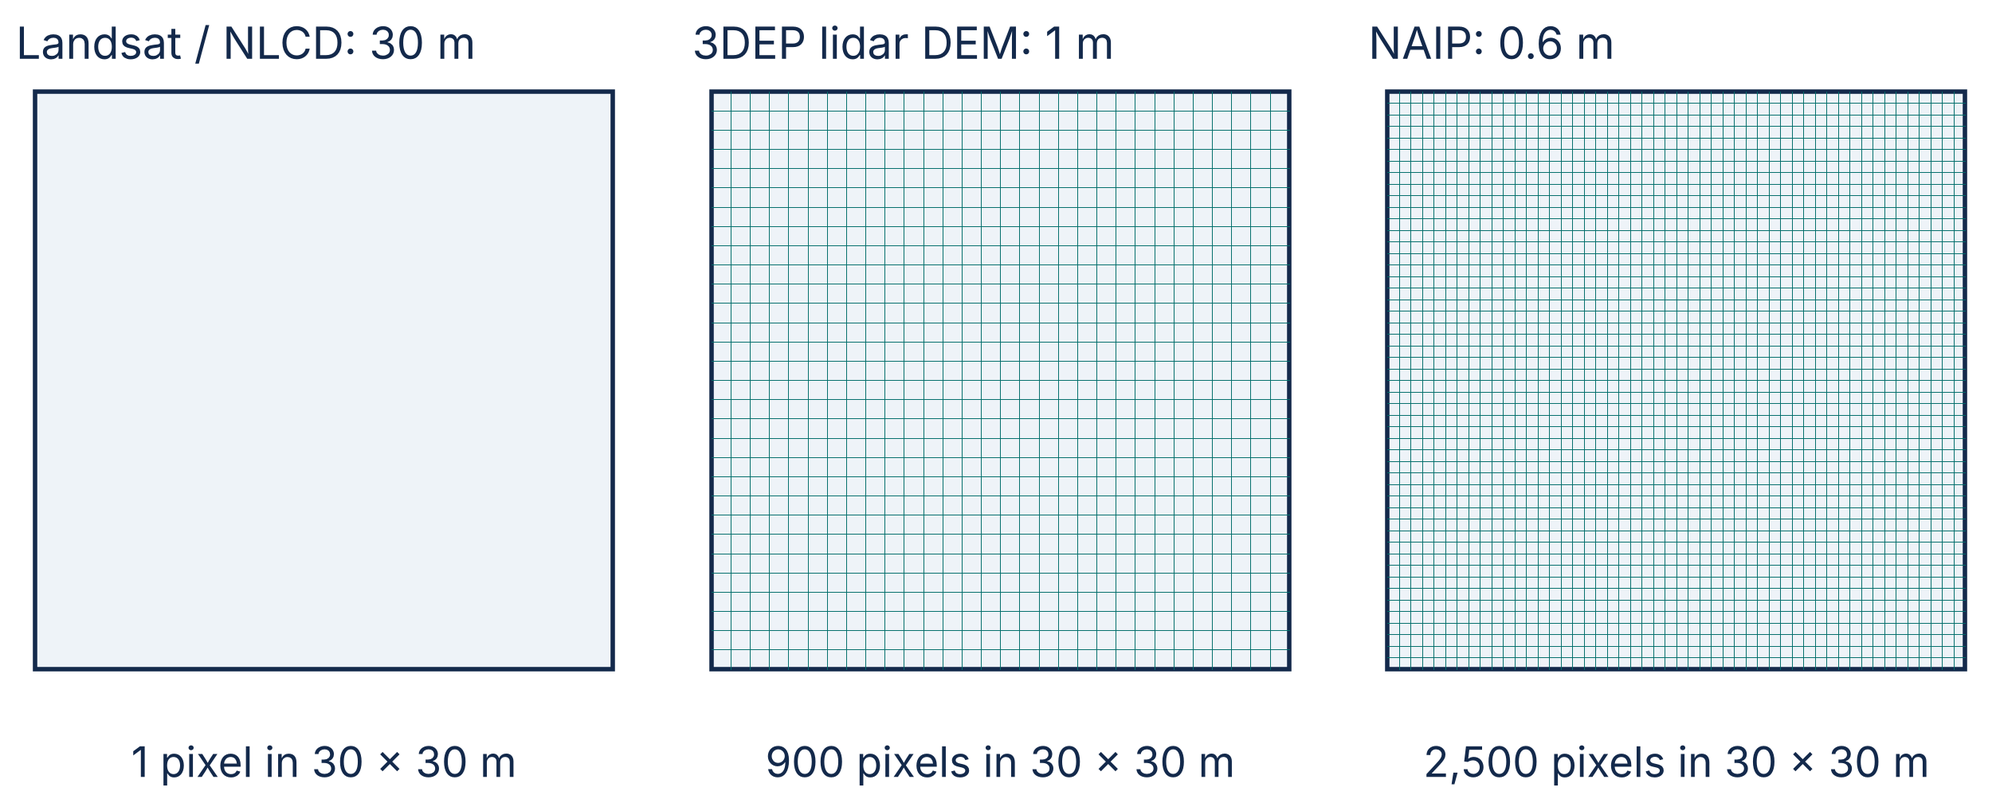 Landsat / NLCD: 30 m
3DEP lidar DEM: 1 m
NAIP: 0.6 m
1 pixel in 30 × 30 m
900 pixels in 30 × 30 m
2,500 pixels in 30 × 30 m